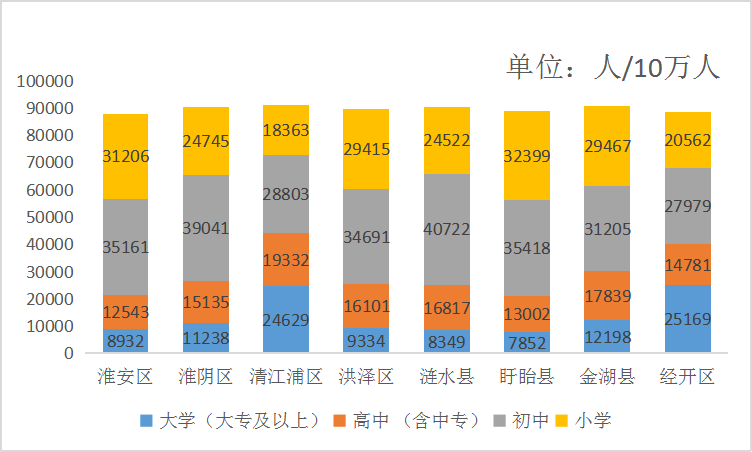 单位：人/10万人
100000
90000
80000
70000
60000
50000
40000
30000
20000
10000
0
31206 24745 18363 29415 24522 32399 29467 20562
35161 39041 28803 34691 40722 35418 31205 27979
12543 15135 19332 16101 16817 13002 17839 14781
8932 11238 24629 9334 8349 7852 12198 25169
淮安区 淮阴区 清江浦区 洪泽区 涟水县 盱眙县 金湖县 经开区
大学（大专及以上） 高中（含中专） 初中 小学